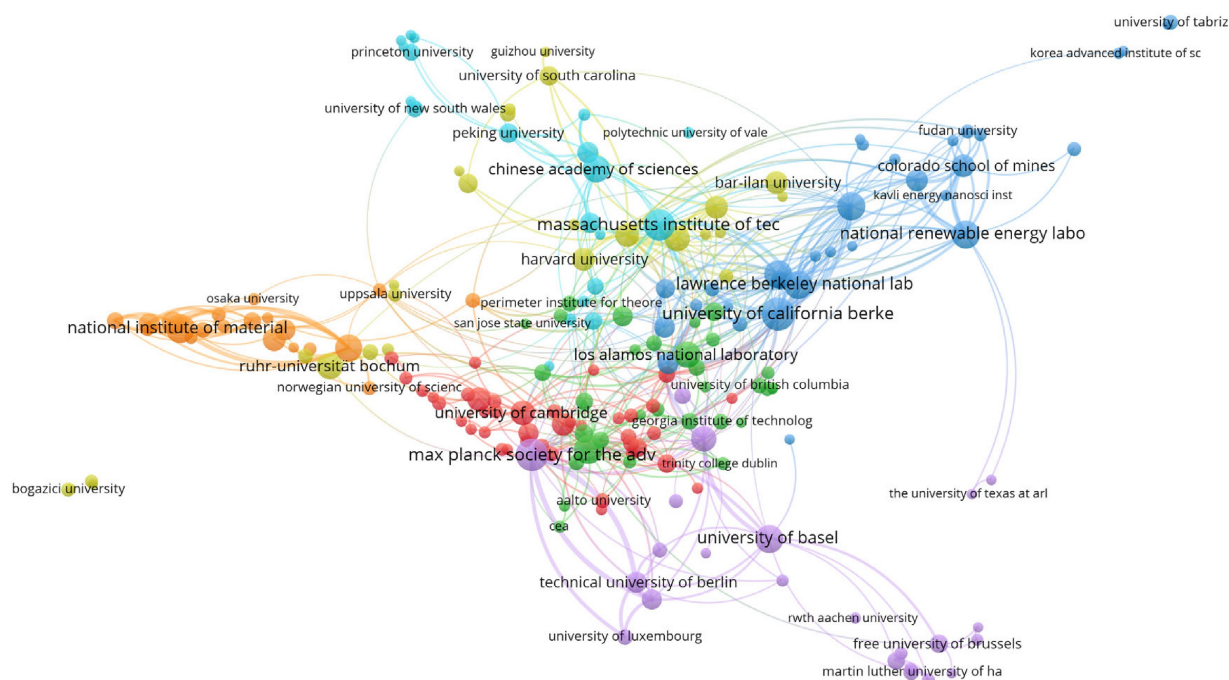 university of tabriz
princeton university
guizhou university
korea advanced institute of sc
university of south carolina
university of new south wales
peking university
polytechnic university of vale
fudan university
chinese academy of sciences
colorado school of mines
bar-ilan university
kavli energy nanosci inst
massachusetts institute of tec
national renewable energy labo
harvard university
lawrence berkeley national lab
uppsala university
osaka university
perimeter institute for theore
university of california berke
national institute of material
san jose state university
los alamos national laboratory
ruhr-universität bochum
norwegian university of scienc
university of british columbia
university of cambridge
georgia institute of technolog
max planck society for the adv
trinity college dublin
bogazici university
the university of texas at arl
aalto university
cea
university of basel
technical university of berlin
rwth aachen university
university of luxembourg
free university of brussels
martin luther university of ha